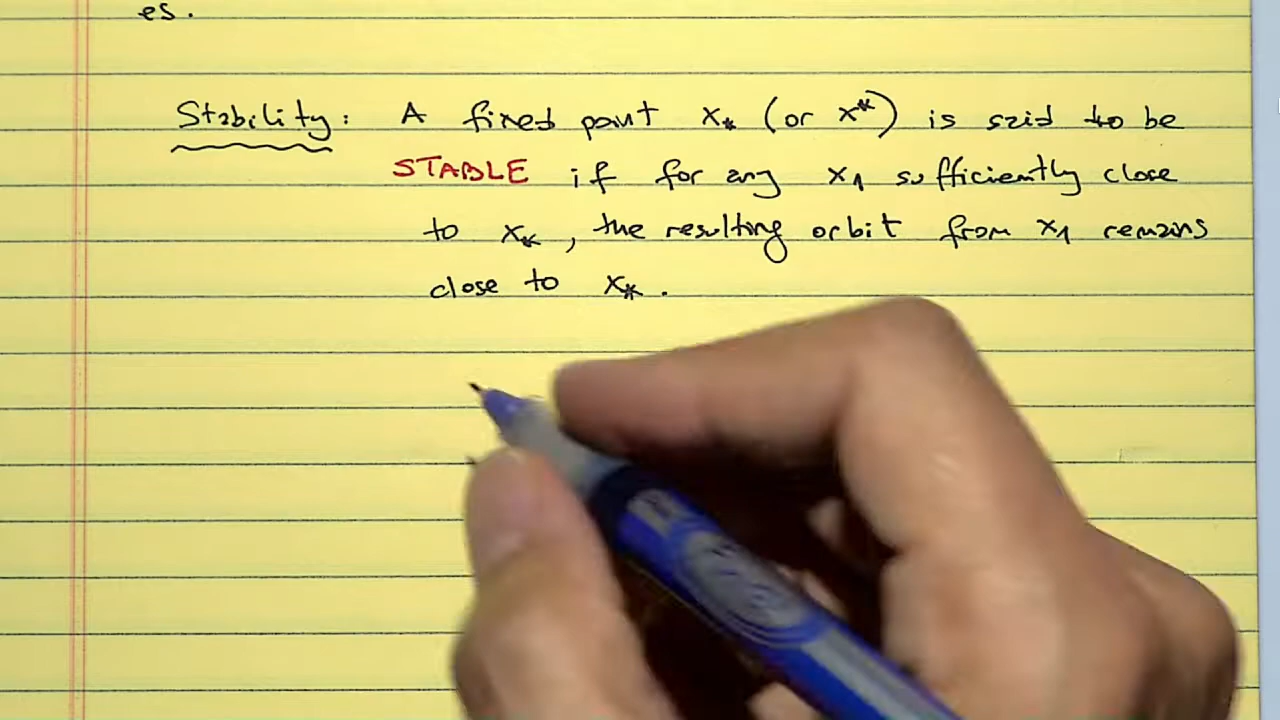 es.
Stability: A fixed point x* (or x*) is said to be
STABLE if for any x1 sufficiently close
to x*, the resulting orbit from x1 remains
close to x*.